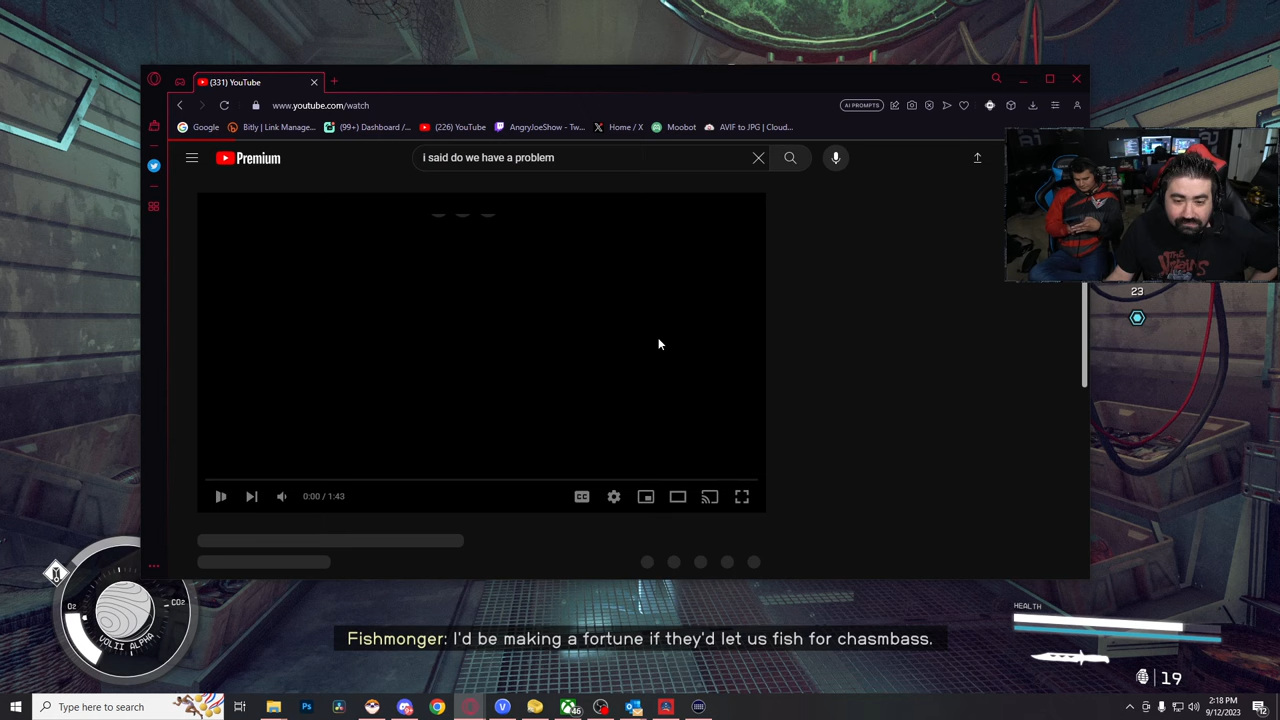 (331) YouTube
www.youtube.com/watch
AI PROMPTS
Google
Bitly | Link Manage...
(99+) Dashboard /...
(226) YouTube
AngryJoeShow - Tw...
Home / X
Moobot
AVIF to JPG | Cloud...
Premium
i said do we have a problem
23
0:00 / 1:43
CC
O2
CO2
VOLII ALPHA
HEALTH
Fishmonger: I'd be making a fortune if they'd let us fish for chasmbass.
19
Type here to search
Ps
46
2:18 PM
9/12/2023
12